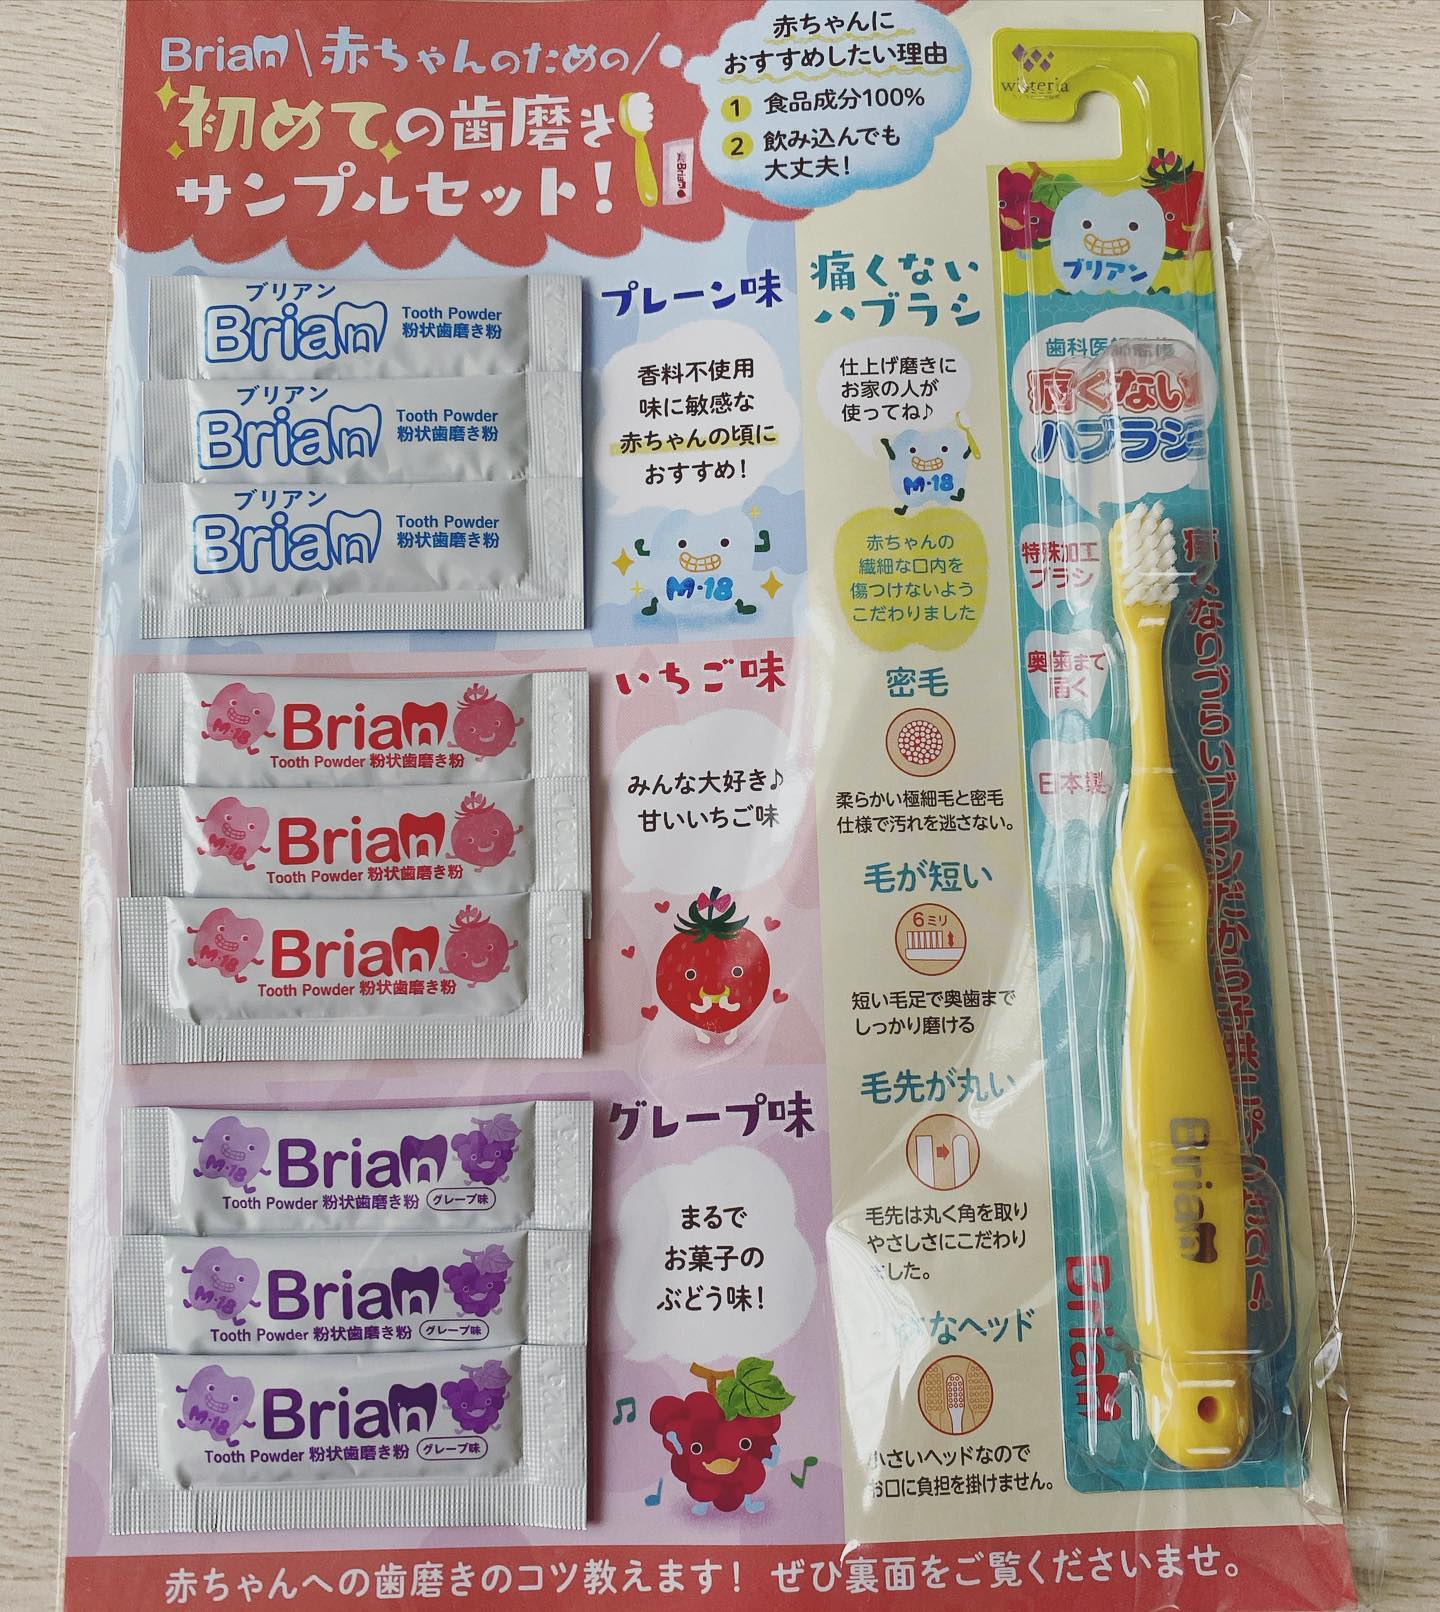 Brian \赤ちゃんのための/
初めての歯磨き
サンプルセット!
Brian
赤ちゃんに
おすすめしたい理由
1 食品成分100%
2 飲み込んでも
大丈夫!
wisteria
ブリアン
プレーン味
香料不使用
味に敏感な
赤ちゃんの頃に
おすすめ!
M-18
ブリアン
Brian
Tooth Powder
粉状歯磨き粉
ブリアン
Brian
Tooth Powder
粉状歯磨き粉
ブリアン
Brian
Tooth Powder
粉状歯磨き粉
いちご味
みんな大好き♪
甘いいちご味
M-18 Brian
Tooth Powder 粉状歯磨き粉
M-18 Brian
Tooth Powder 粉状歯磨き粉
M-18 Brian
Tooth Powder 粉状歯磨き粉
グレープ味
まるで
お菓子の
ぶどう味!
M-18 Brian
Tooth Powder 粉状歯磨き粉 グレープ味
M-18 Brian
Tooth Powder 粉状歯磨き粉 グレープ味
M-18 Brian
Tooth Powder 粉状歯磨き粉 グレープ味
痛くない
ハブラシ
仕上げ磨きに
お家の人が
使ってね♪
M-18
赤ちゃんの
繊細な口内を
傷つけないよう
こだわりました
密毛
柔らかい極細毛と密毛
仕様で汚れを逃さない。
毛が短い
6ミリ
短い毛足で奥歯まで
しっかり磨ける
毛先が丸い
毛先は丸く角を取り
やさしさにこだわり
ました。
なヘッド
小さいヘッドなので
お口に負担を掛けません。
歯科医師監修
痛くない
ハブラシ
特殊加工
ブラシ
奥歯まで
届く
日本製
Brian
Brian
赤ちゃんへの歯磨きのコツ教えます! ぜひ裏面をご覧くださいませ。